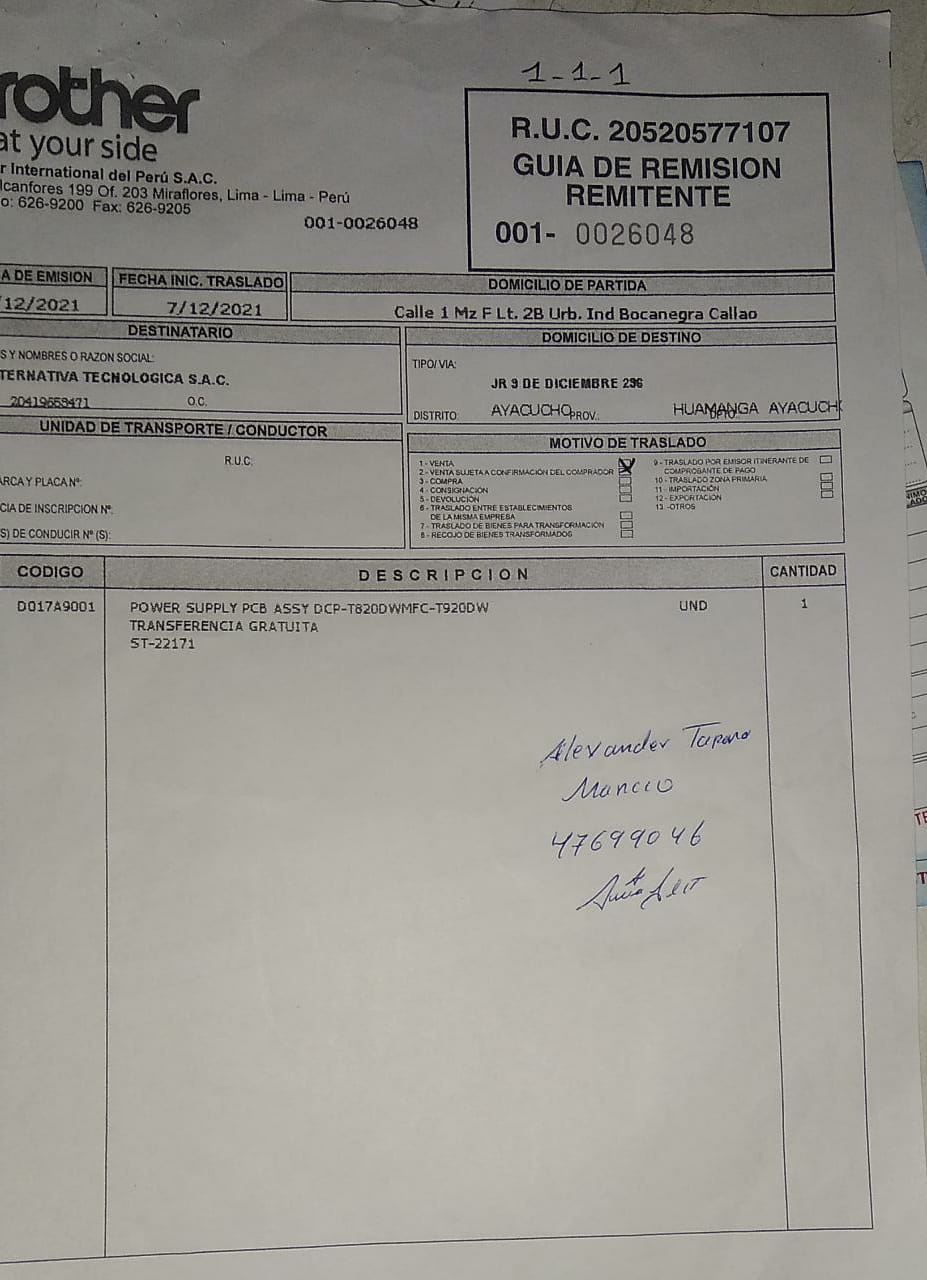 1-1-1
rother
at your side
r International del Perú S.A.C.
lcanfores 199 Of. 203 Miraflores, Lima - Lima - Perú
o: 626-9200 Fax: 626-9205
001-0026048
R.U.C. 20520577107
GUIA DE REMISION
REMITENTE
001- 0026048
A DE EMISION
/12/2021
FECHA INIC. TRASLADO
7/12/2021
DOMICILIO DE PARTIDA
Calle 1 Mz F Lt. 2B Urb. Ind Bocanegra Callao
DESTINATARIO
S Y NOMBRES O RAZON SOCIAL:
TERNATIVA TECNOLOGICA S.A.C.
O.C.
DOMICILIO DE DESTINO
TIPO/ VIA:
JR 9 DE DICIEMBRE 296
DISTRITO: AYACUCHO PROV.: HUAMANGA AYACUCH
UNIDAD DE TRANSPORTE / CONDUCTOR
R.U.C.
ARCA Y PLACA Nº:
CIA DE INSCRIPCION Nº:
S) DE CONDUCIR Nº (S):
MOTIVO DE TRASLADO
1 - VENTA
2 - VENTA SUJETA A CONFIRMACIÓN DEL COMPRADOR
3 - COMPRA
4 - CONSIGNACIÓN
5 - DEVOLUCIÓN
6 - TRASLADO ENTRE ESTABLECIMIENTOS
DE LA MISMA EMPRESA
7 - TRASLADO DE BIENES PARA TRANSFORMACIÓN
8 - RECOJO DE BIENES TRANSFORMADOS
9 - TRASLADO POR EMISOR ITINERANTE DE
COMPROBANTE DE PAGO
10 - TRASLADO ZONA PRIMARIA
11 - IMPORTACIÓN
12 - EXPORTACION
13 -OTROS
CODIGO DESCRIPCION CANTIDAD
D017A9001 POWER SUPPLY PCB ASSY DCP-T820DWMFC-T920DW UND 1
TRANSFERENCIA GRATUITA
ST-22171
Alexander Tapara
Mancco
47699046